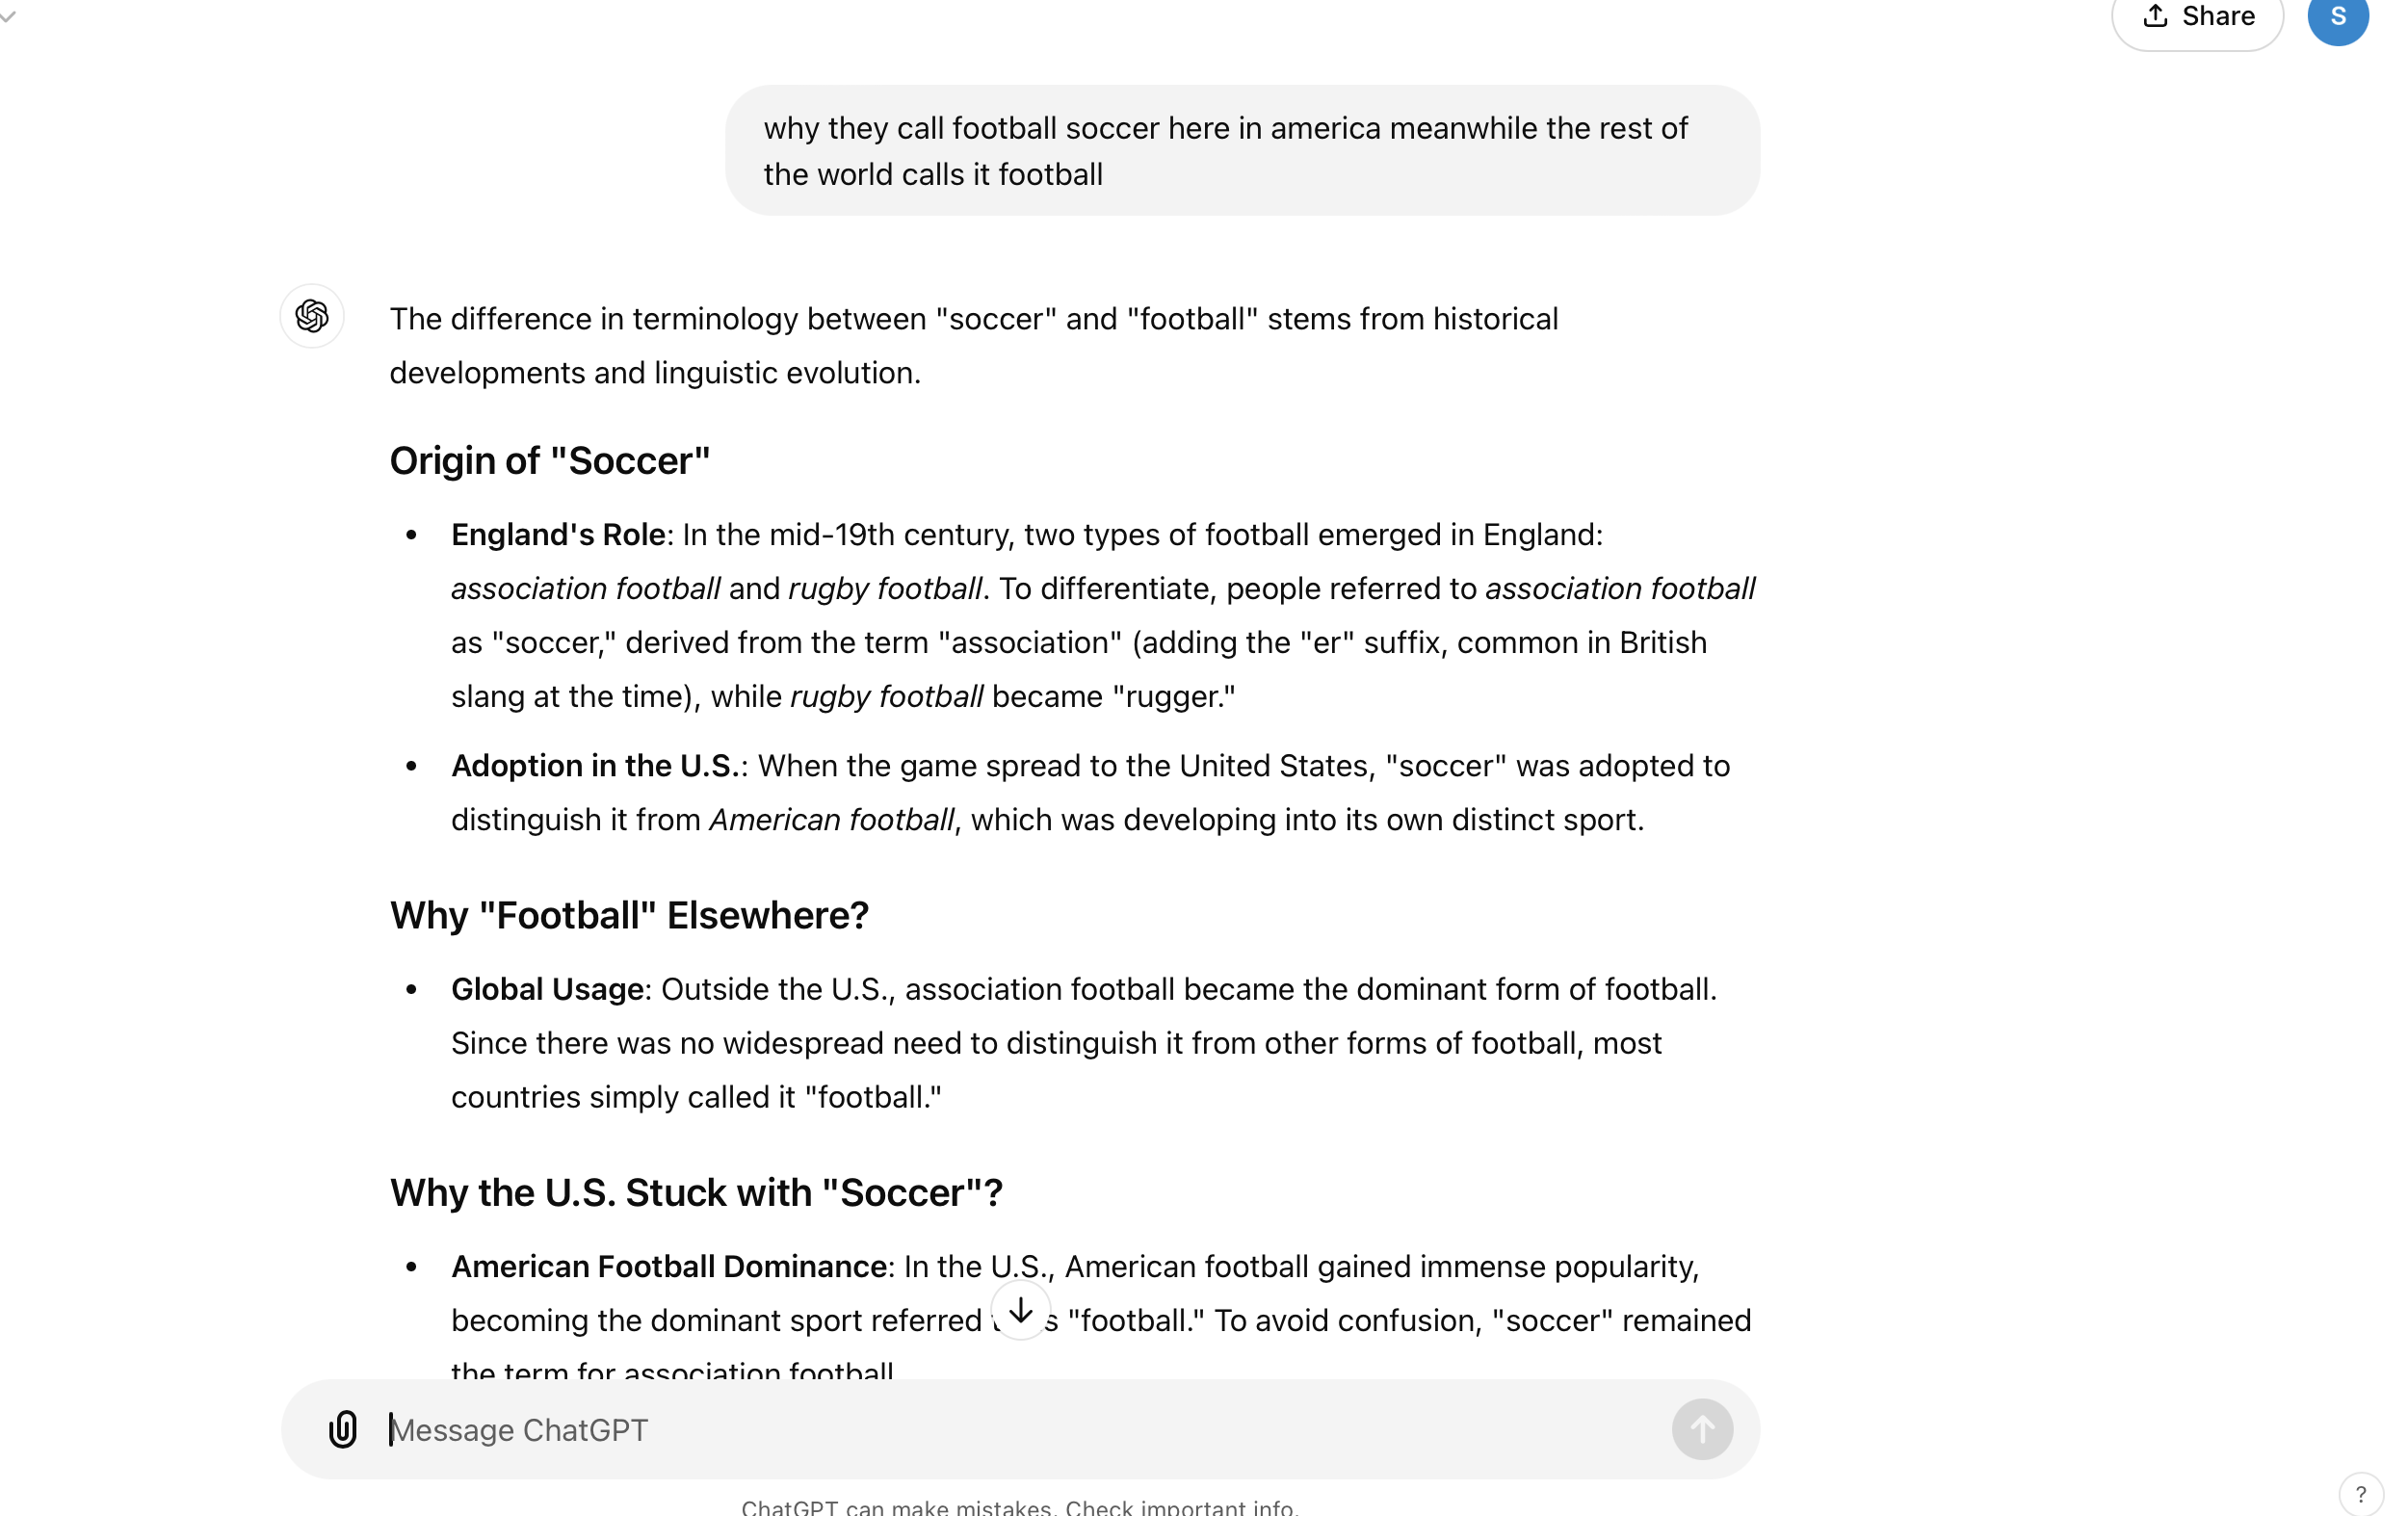 Share
S
why they call football soccer here in america meanwhile the rest of
the world calls it football
The difference in terminology between "soccer" and "football" stems from historical
developments and linguistic evolution.
Origin of "Soccer"
• England's Role: In the mid-19th century, two types of football emerged in England:
association football and rugby football. To differentiate, people referred to association football
as "soccer," derived from the term "association" (adding the "er" suffix, common in British
slang at the time), while rugby football became "rugger."
• Adoption in the U.S.: When the game spread to the United States, "soccer" was adopted to
distinguish it from American football, which was developing into its own distinct sport.
Why "Football" Elsewhere?
• Global Usage: Outside the U.S., association football became the dominant form of football.
Since there was no widespread need to distinguish it from other forms of football, most
countries simply called it "football."
Why the U.S. Stuck with "Soccer"?
• American Football Dominance: In the U.S., American football gained immense popularity,
becoming the dominant sport referred "football." To avoid confusion, "soccer" remained
the term for association football
Message ChatGPT
ChatGPT can make mistakes. Check important info.
?